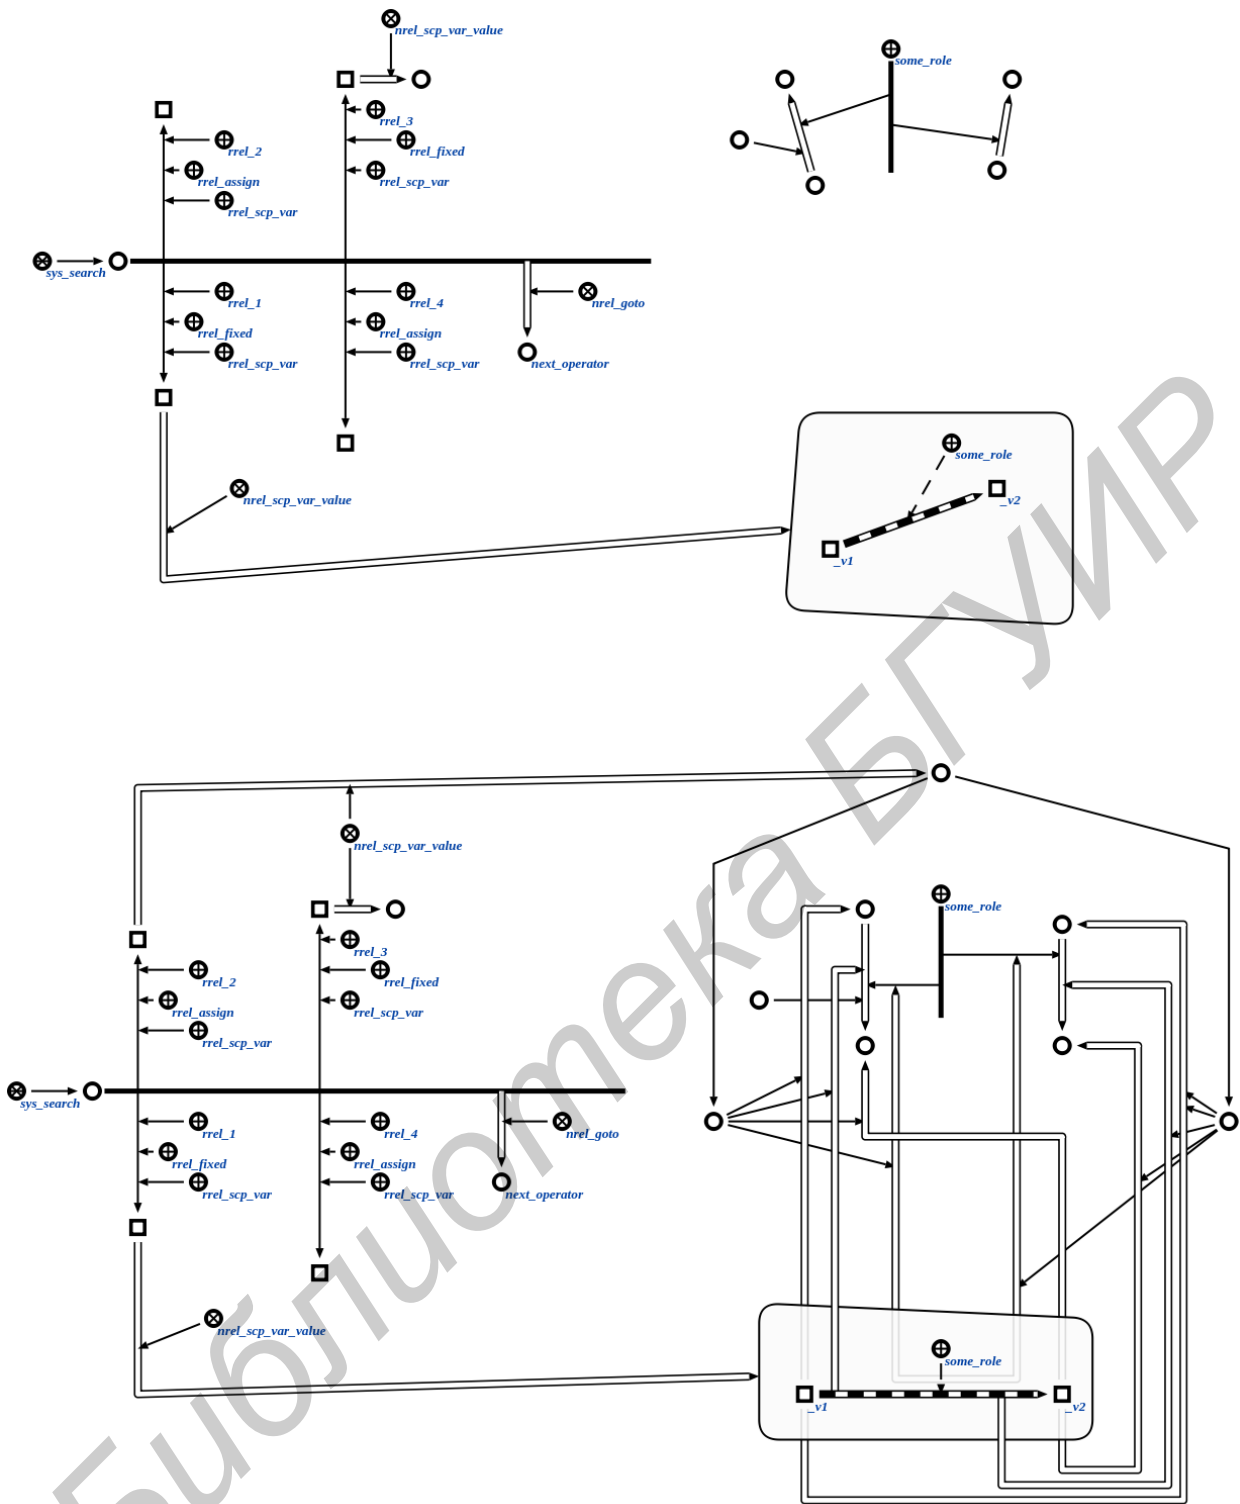 nrel_scp_var_value
some_role
rrel_3
rrel_2
rrel_fixed
rrel_assign
rrel_scp_var
rrel_scp_var
sys_search
rrel_1
rrel_4
nrel_goto
rrel_fixed
rrel_assign
rrel_scp_var
rrel_scp_var
next_operator
some_role
nrel_scp_var_value
_v2
_v1
nrel_scp_var_value
some_role
rrel_3
rrel_2
rrel_fixed
rrel_assign
rrel_scp_var
rrel_scp_var
sys_search
rrel_1
rrel_4
nrel_goto
rrel_fixed
rrel_assign
rrel_scp_var
rrel_scp_var
next_operator
nrel_scp_var_value
some_role
_v1
_v2
Библиотека БГУИР